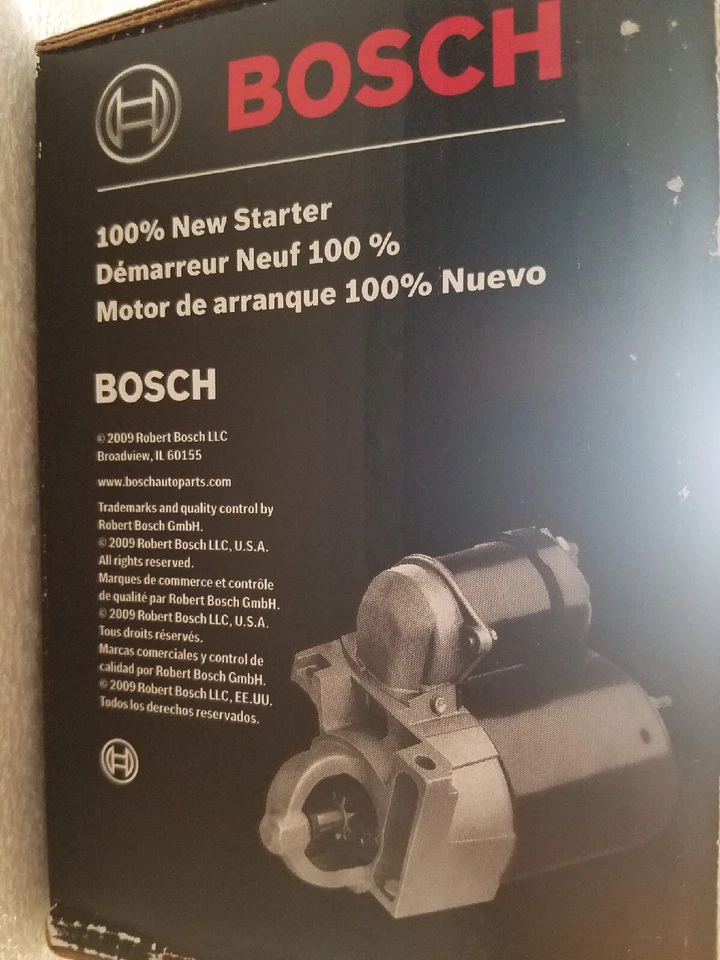 BOSCH
100% New Starter
Démarreur Neuf 100 %
Motor de arranque 100% Nuevo
BOSCH
© 2009 Robert Bosch LLC
Broadview, IL 60155
www.boschautoparts.com
Trademarks and quality control by
Robert Bosch GmbH.
© 2009 Robert Bosch LLC, U.S.A.
All rights reserved.
Marques de commerce et contrôle
de qualité par Robert Bosch GmbH.
© 2009 Robert Bosch LLC, U.S.A.
Tous droits réservés.
Marcas comerciales y control de
calidad por Robert Bosch GmbH.
© 2009 Robert Bosch LLC, EE.UU.
Todos los derechos reservados.